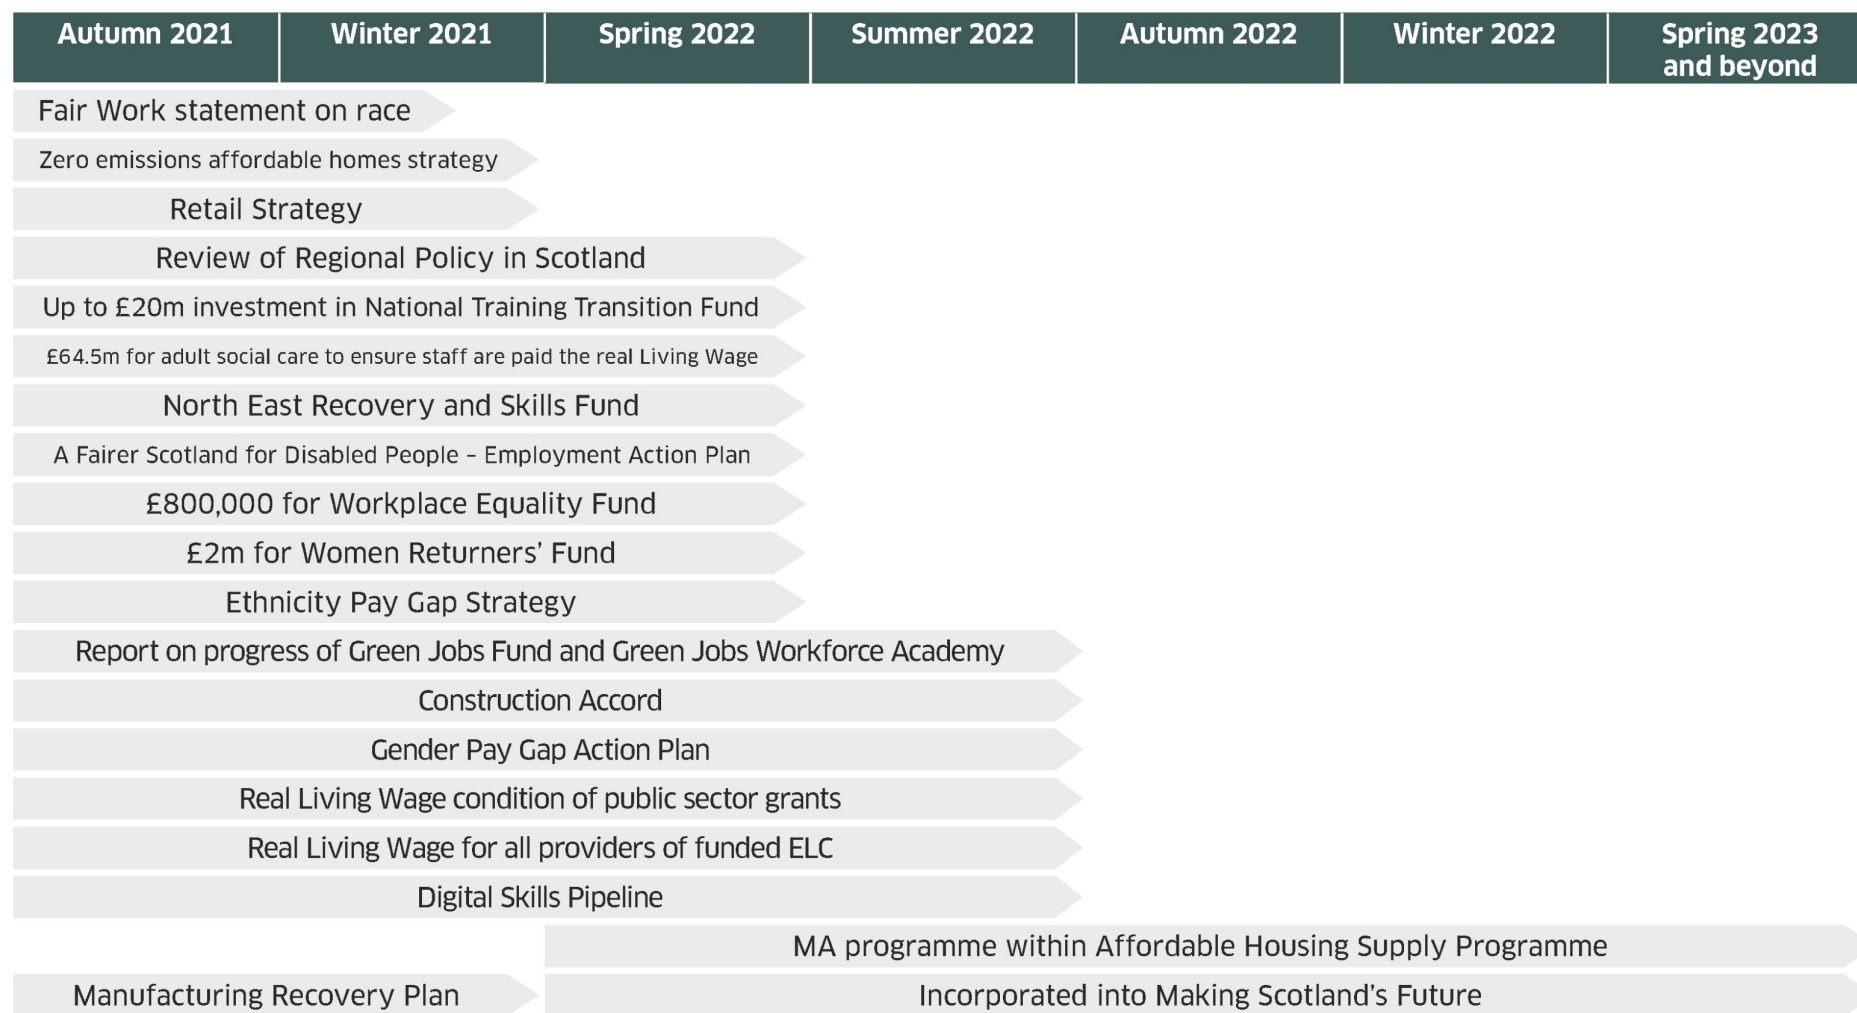 Autumn 2021
Winter 2021
Spring 2022
Summer 2022
Autumn 2022
Winter 2022
Spring 2023
and beyond
Fair Work statement on race
Zero emissions affordable homes strategy
Retail Strategy
Review of Regional Policy in Scotland
Up to £20m investment in National Training Transition Fund
£64.5m for adult social care to ensure staff are paid the real Living Wage
North East Recovery and Skills Fund
A Fairer Scotland for Disabled People – Employment Action Plan
£800,000 for Workplace Equality Fund
£2m for Women Returners’ Fund
Ethnicity Pay Gap Strategy
Report on progress of Green Jobs Fund and Green Jobs Workforce Academy
Construction Accord
Gender Pay Gap Action Plan
Real Living Wage condition of public sector grants
Real Living Wage for all providers of funded ELC
Digital Skills Pipeline
MA programme within Affordable Housing Supply Programme
Manufacturing Recovery Plan
Incorporated into Making Scotland’s Future